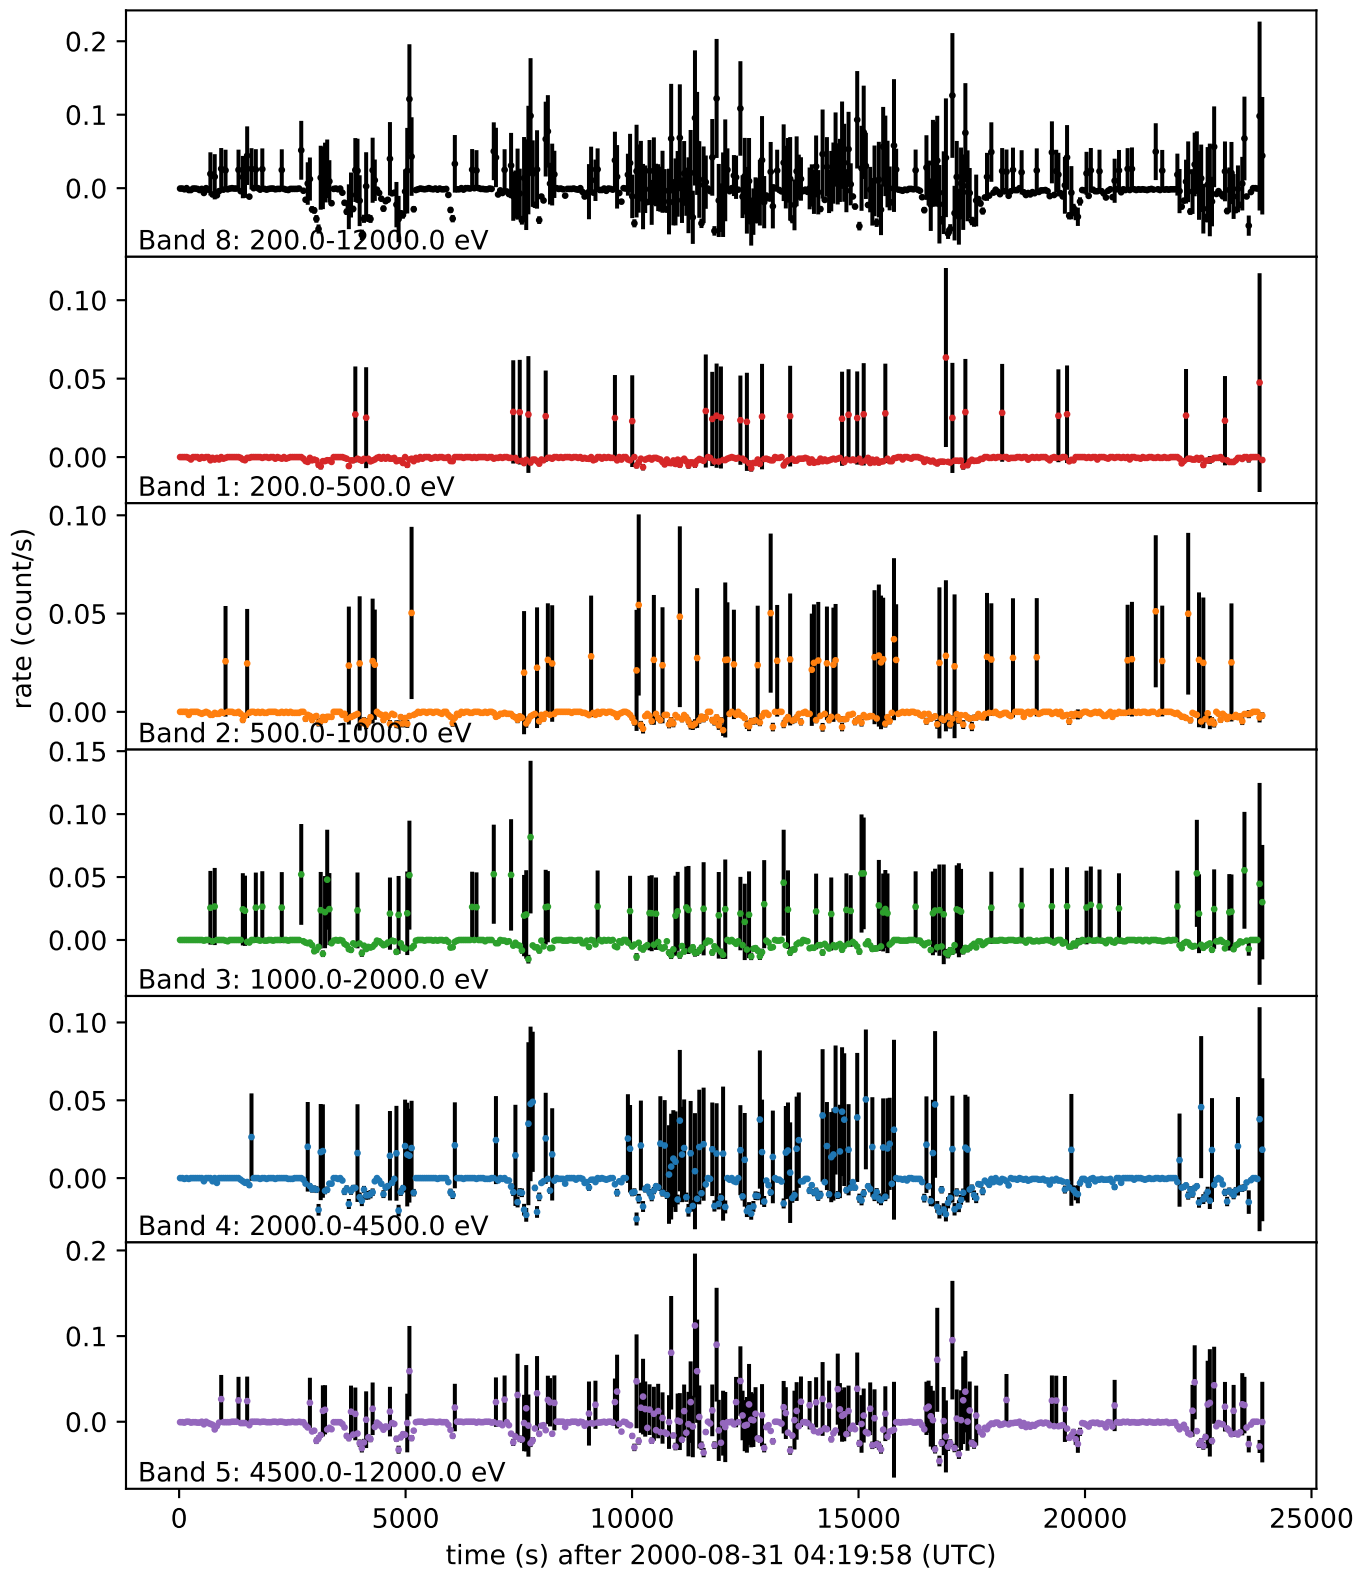 0.2
0.1
0.0
Band 8: 200.0-12000.0 eV
0.10
0.05
0.00
Band 1: 200.0-500.0 eV
rate (count/s)
0.10
0.05
0.00
Band 2: 500.0-1000.0 eV
0.15
0.10
0.05
0.00
Band 3: 1000.0-2000.0 eV
0.10
0.05
0.00
Band 4: 2000.0-4500.0 eV
0.2
0.1
0.0
Band 5: 4500.0-12000.0 eV
0 5000 10000 15000 20000 25000
time (s) after 2000-08-31 04:19:58 (UTC)